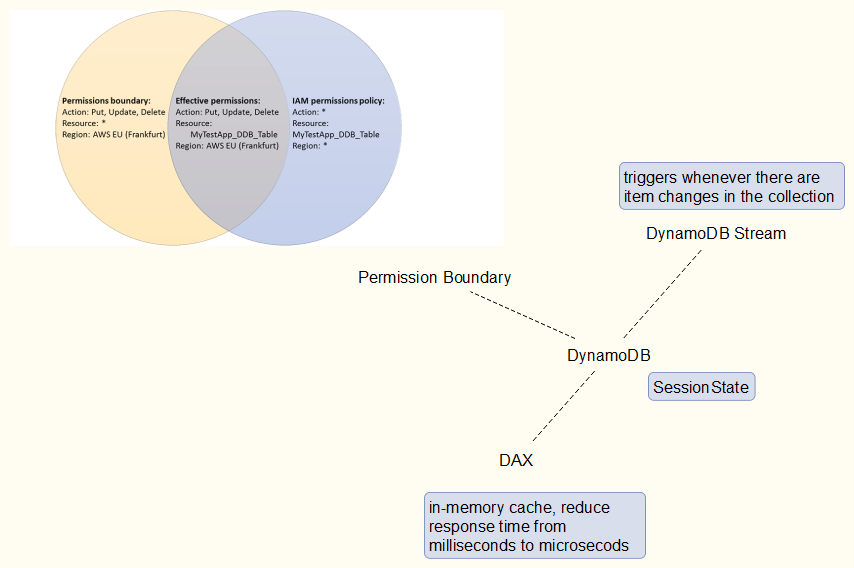 Permissions boundary:
Action: Put, Update, Delete
Resource: *
Region: AWS EU (Frankfurt)
Effective permissions:
Action: Put, Update, Delete
Resource:
MyTestApp_DDB_Table
Region: AWS EU (Frankfurt)
IAM permissions policy:
Action: *
Resource:
MyTestApp_DDB_Table
Region: *
triggers whenever there are
item changes in the collection
DynamoDB Stream
Permission Boundary
DynamoDB
SessionState
DAX
in-memory cache, reduce
response time from
milliseconds to microsecods